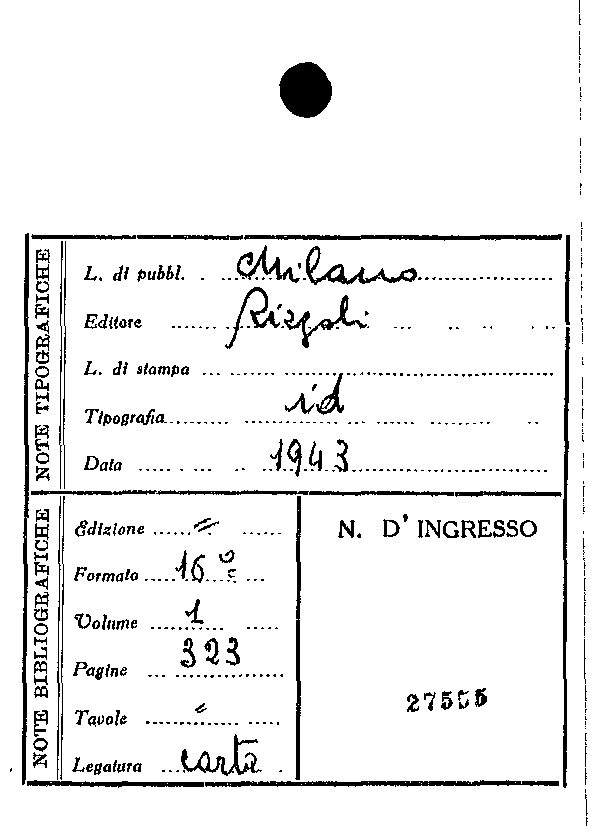 NOTE TIPOGRAFICHE
L. di pubbl. Milano
Editore Rizzoli
L. di stampa
Tipografia id
Data 1943
NOTE BIBLIOGRAFICHE
Edizione "
Formato 16º
Volume 1
Pagine 323
Tavole "
Legatura carta
N. D' INGRESSO
27555